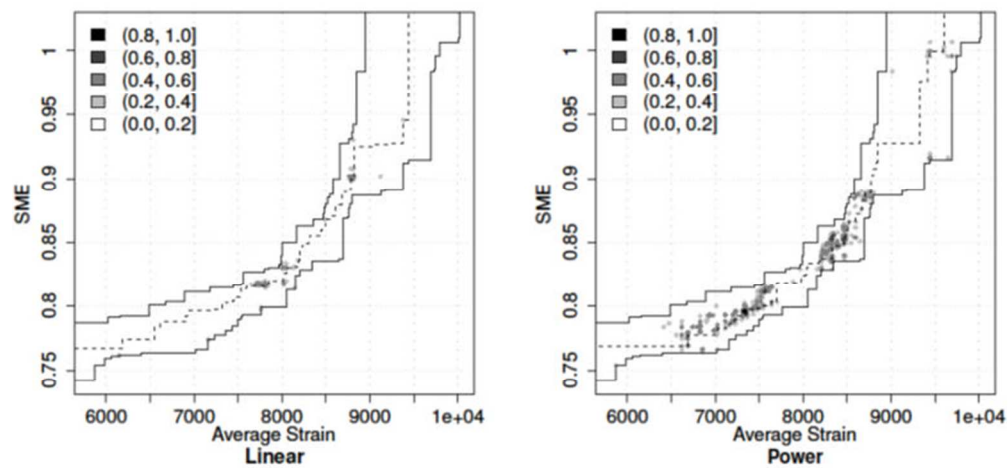 (0.8, 1.0]
(0.6, 0.8]
(0.4, 0.6]
(0.2, 0.4]
(0.0, 0.2]
SME
1
0.95
0.9
0.85
0.8
0.75
6000 7000 8000 9000 1e+04
Average Strain
Linear
(0.8, 1.0]
(0.6, 0.8]
(0.4, 0.6]
(0.2, 0.4]
(0.0, 0.2]
SME
1
0.95
0.9
0.85
0.8
0.75
6000 7000 8000 9000 1e+04
Average Strain
Power